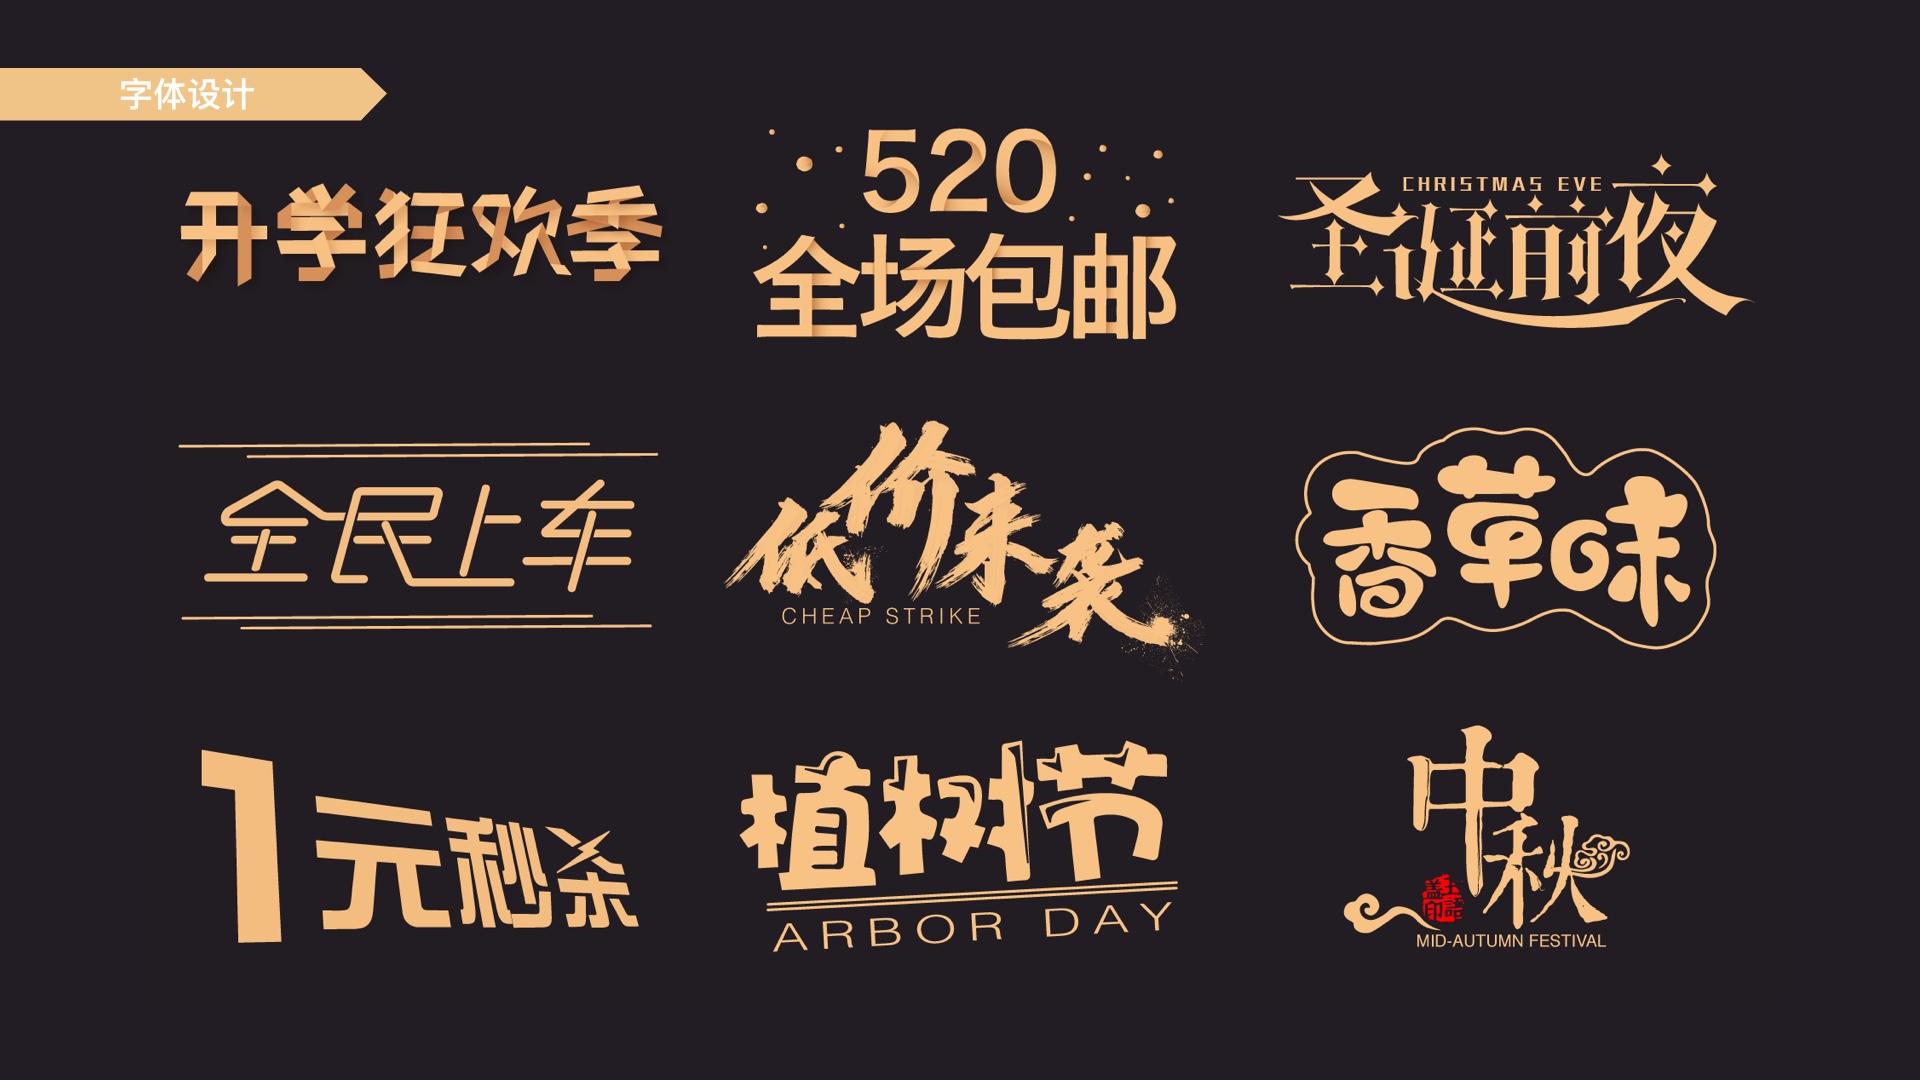 字体设计
开学狂欢季
520
全场包邮
CHRISTMAS EVE
圣诞前夜
全民上车
低价来袭
CHEAP STRIKE
香草味
1元秒杀
植树节
ARBOR DAY
中秋
MID-AUTUMN FESTIVAL